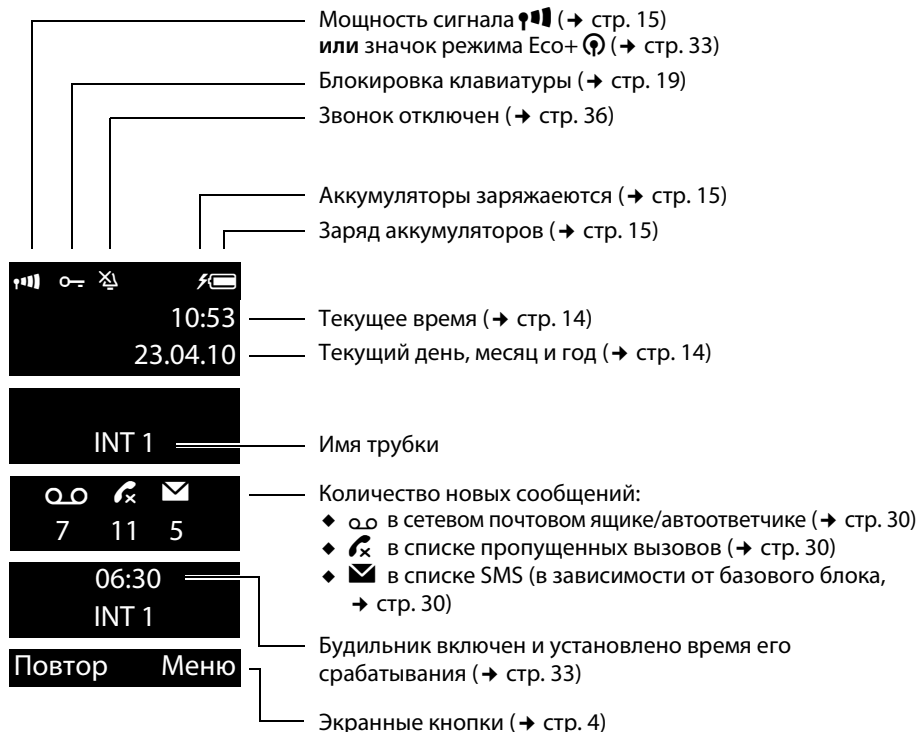 Мощность сигнала (➔ стр. 15)
или значок режима Eco+ (➔ стр. 33)
Блокировка клавиатуры (➔ стр. 19)
Звонок отключен (➔ стр. 36)
Аккумуляторы заряжаеются (➔ стр. 15)
Заряд аккумуляторов (➔ стр. 15)
10:53
Текущее время (➔ стр. 14)
23.04.10
Текущий день, месяц и год (➔ стр. 14)
INT 1
Имя трубки
Количество новых сообщений:
7 11 5
◆ в сетевом почтовом ящике/автоответчике (➔ стр. 30)
◆ в списке пропущенных вызовов (➔ стр. 30)
◆ в списке SMS (в зависимости от базового блока,
➔ стр. 30)
06:30
INT 1
Будильник включен и установлено время его
срабатывания (➔ стр. 33)
Повтор Меню
Экранные кнопки (➔ стр. 4)